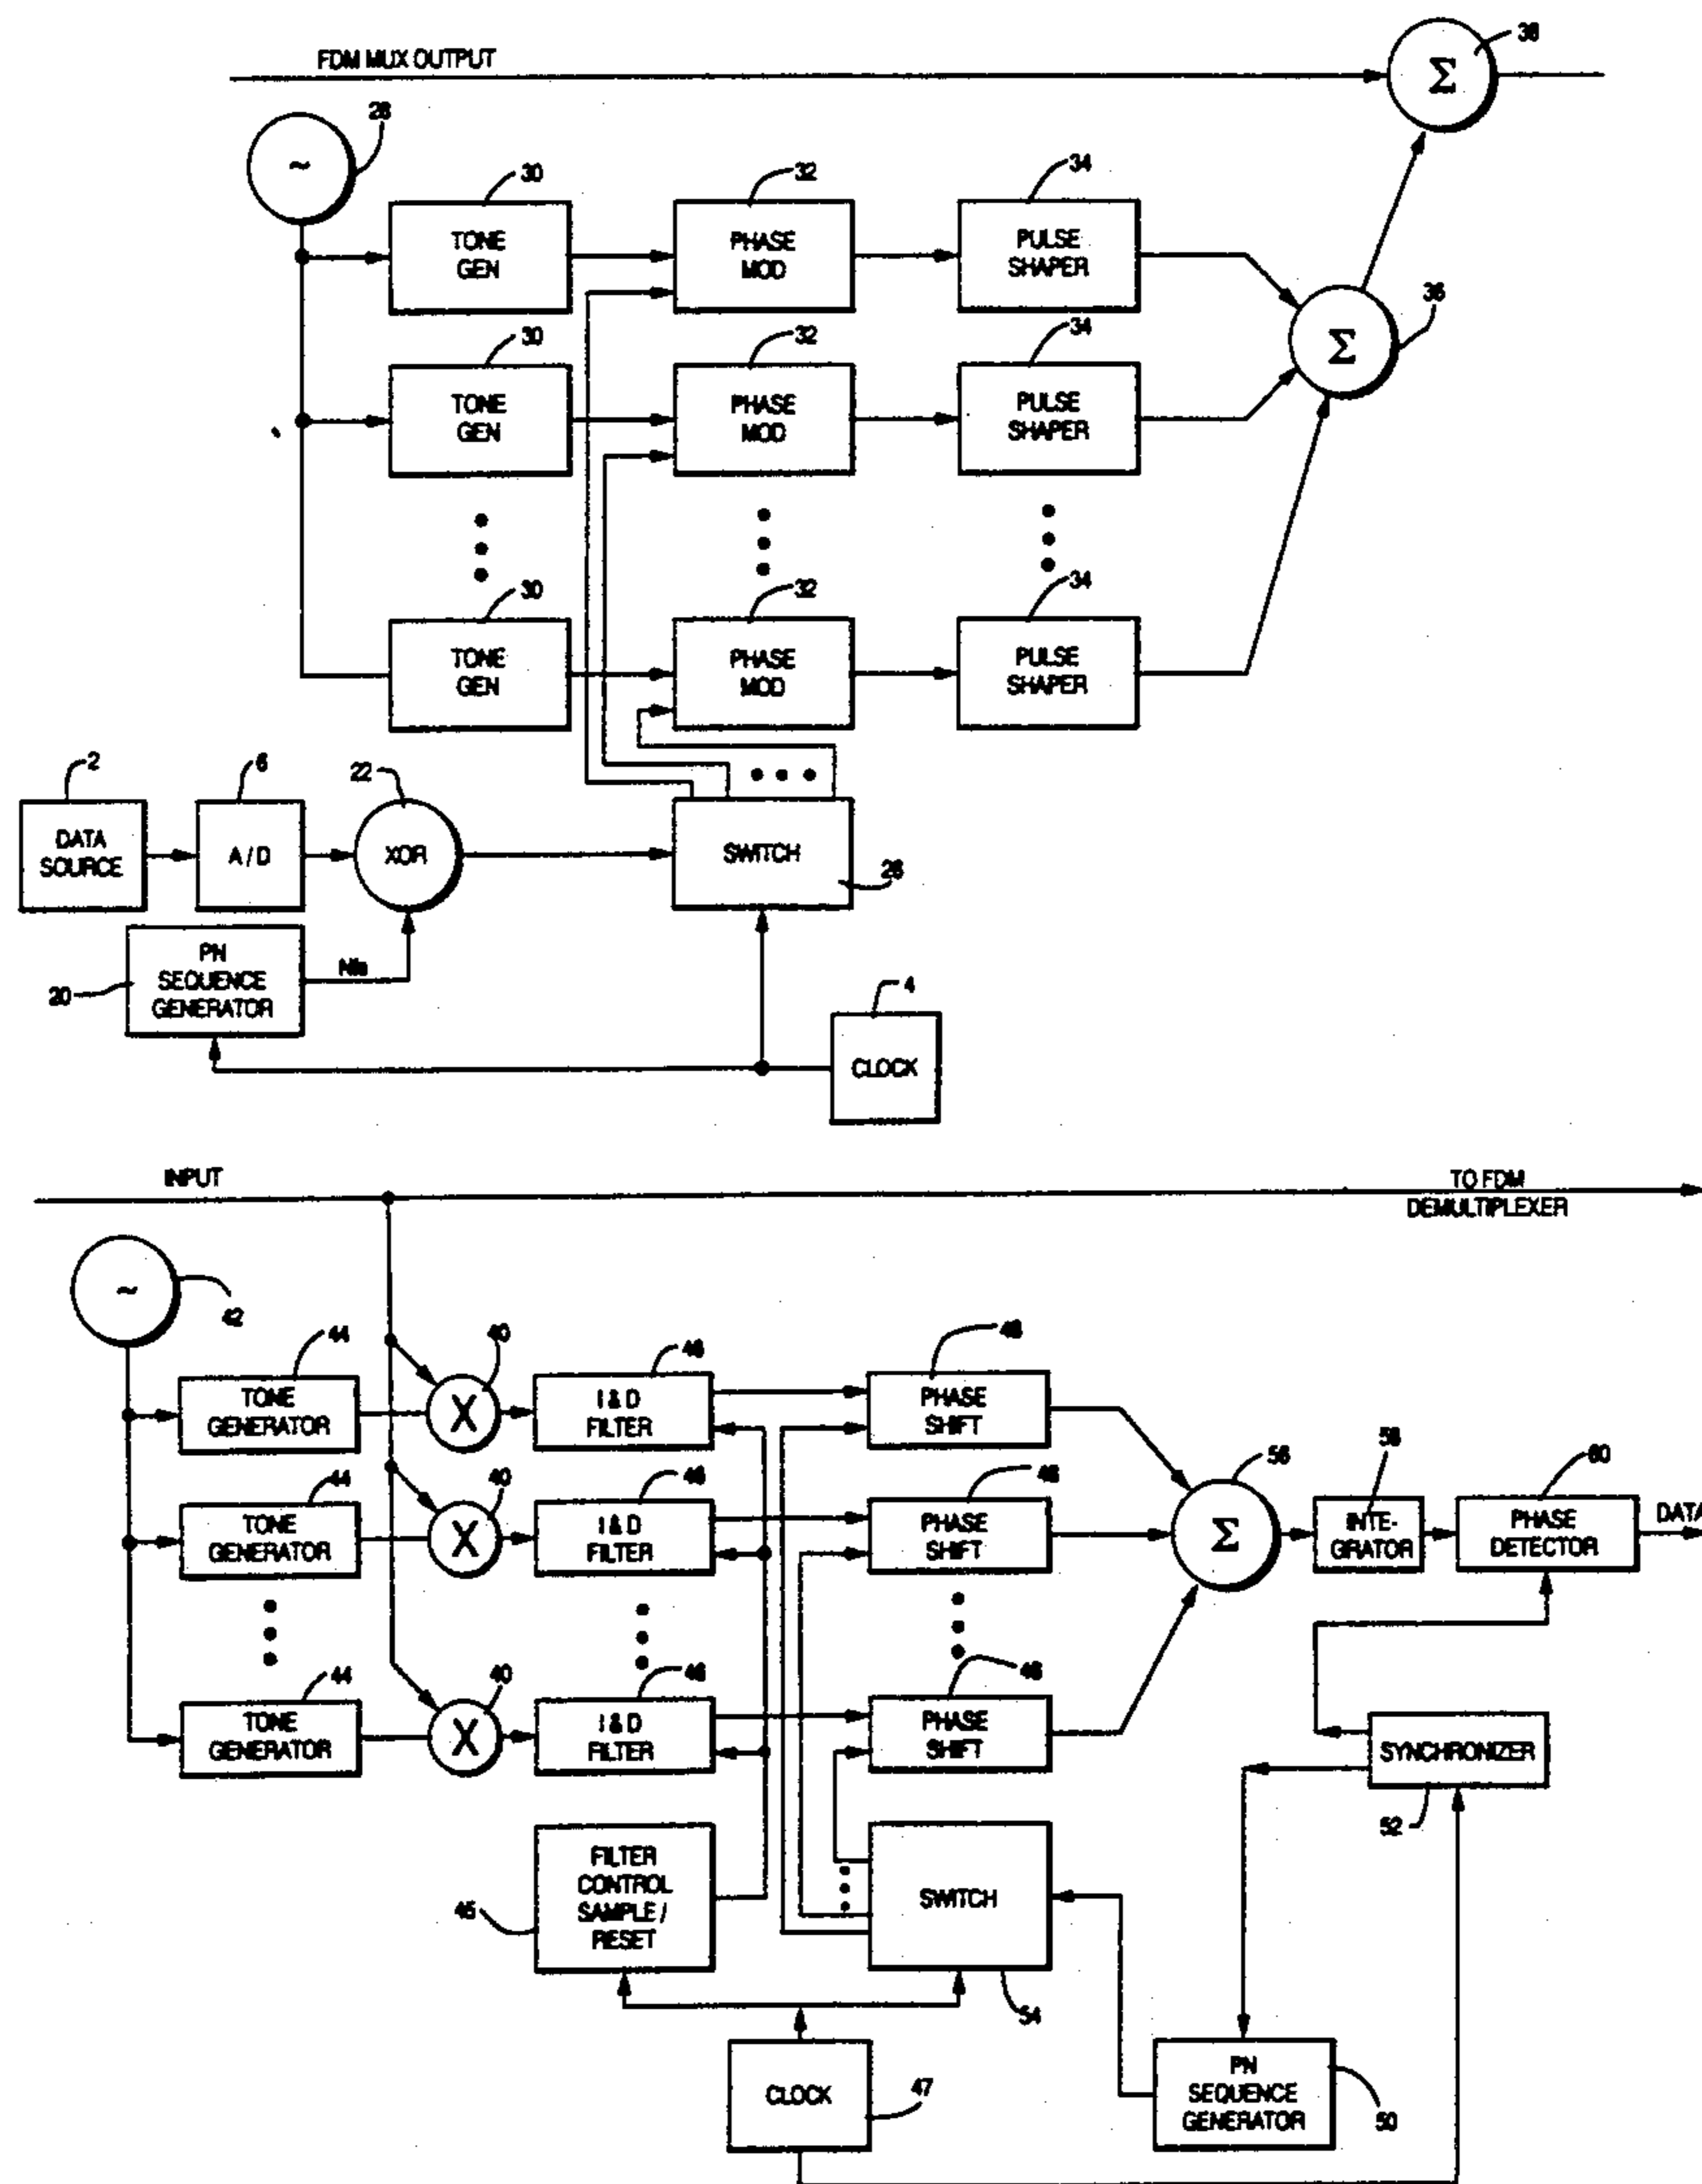 FDM MUX OUTPUT
38
Σ
28
~
30
TONE
GEN
32
PHASE
MOD
34
PULSE
SHAPER
36
Σ
30
TONE
GEN
32
PHASE
MOD
34
PULSE
SHAPER
30
TONE
GEN
32
PHASE
MOD
34
PULSE
SHAPER
2
DATA
SOURCE
6
A/D
22
XOR
SWITCH
26
PN
SEQUENCE
GENERATOR
20
Nfs
4
CLOCK
INPUT
TO FDM
DEMULTIPLEXER
~
42
44
TONE
GENERATOR
40
X
46
I & D
FILTER
48
PHASE
SHIFT
44
TONE
GENERATOR
40
X
46
I & D
FILTER
48
PHASE
SHIFT
56
Σ
58
INTE-
GRATOR
60
PHASE
DETECTOR
DATA
44
TONE
GENERATOR
40
X
46
I & D
FILTER
48
PHASE
SHIFT
SYNCHRONIZER
52
FILTER
CONTROL
SAMPLE /
RESET
45
SWITCH
54
CLOCK
47
PN
SEQUENCE
GENERATOR
50